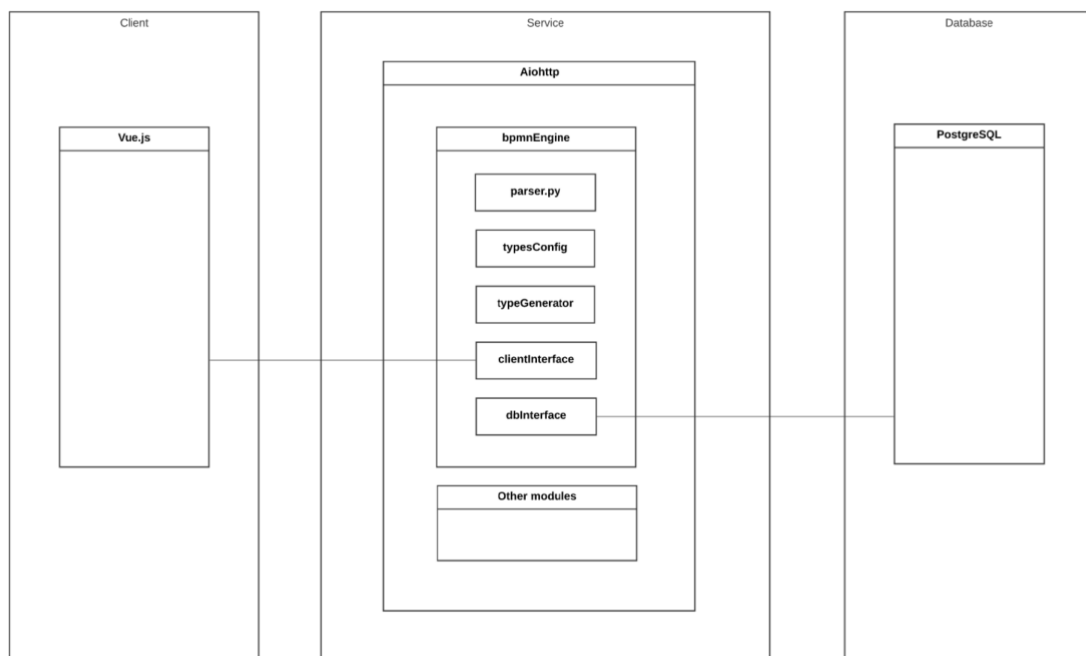 Client
Service
Database
Aiohttp
Vue.js
bpmnEngine
PostgreSQL
parser.py
typesConfig
typeGenerator
clientInterface
dbInterface
Other modules